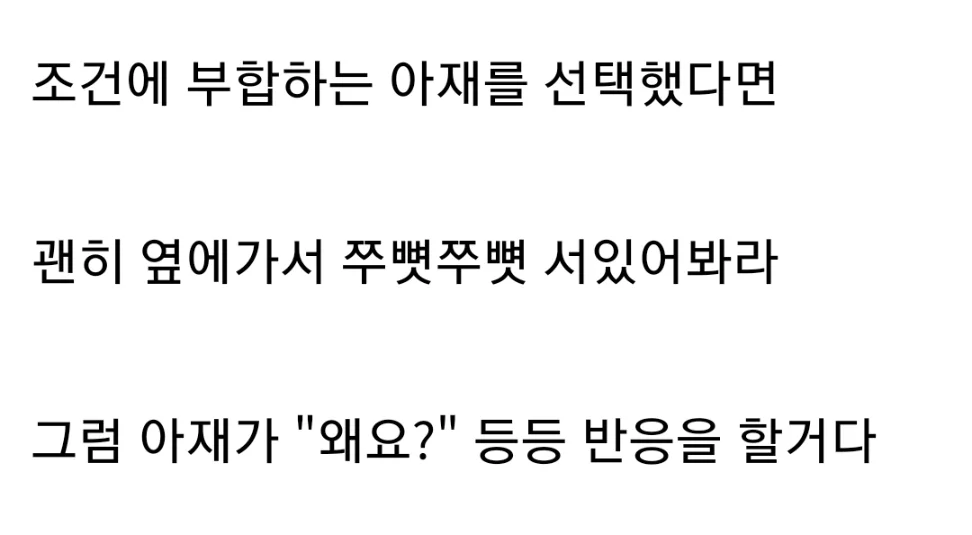 조건에 부합하는 아재를 선택했다면
괜히 옆에가서 쭈뼛쭈뼛 서있어봐라
그럼 아재가 "왜요?" 등등 반응을 할거다